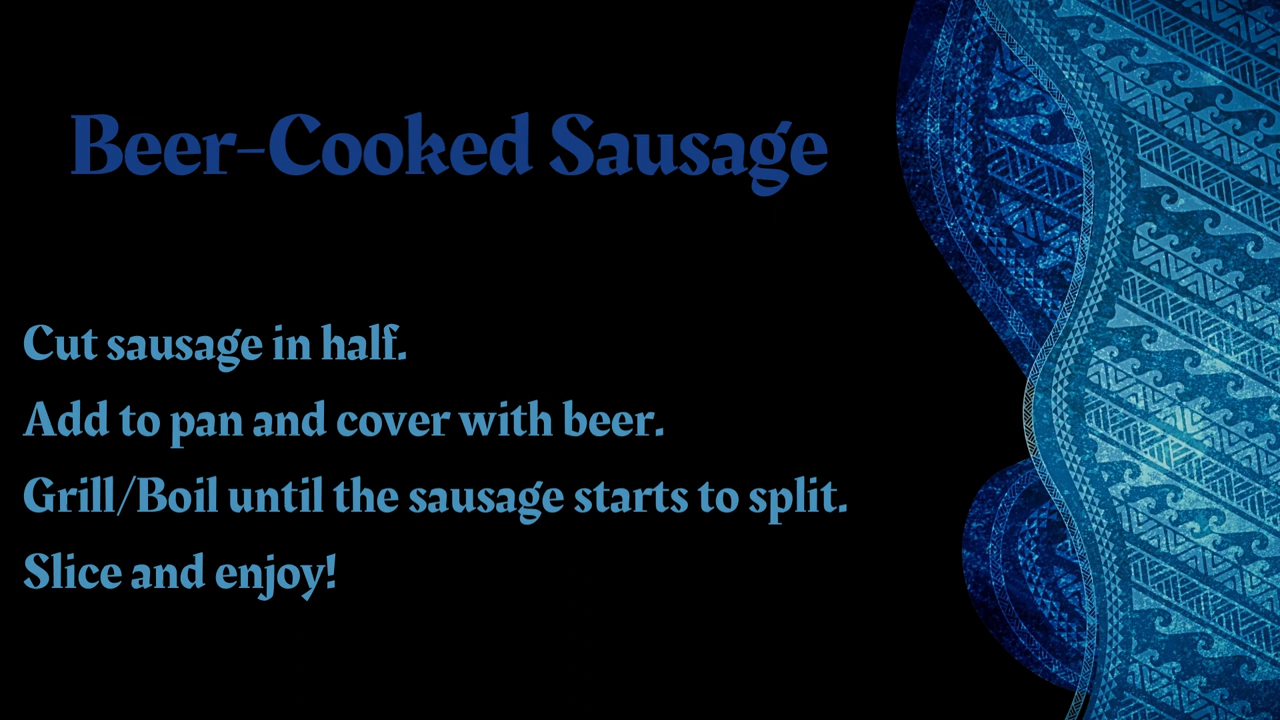 Beer-Cooked Sausage
Cut sausage in half.
Add to pan and cover with beer.
Grill/Boil until the sausage starts to split.
Slice and enjoy!